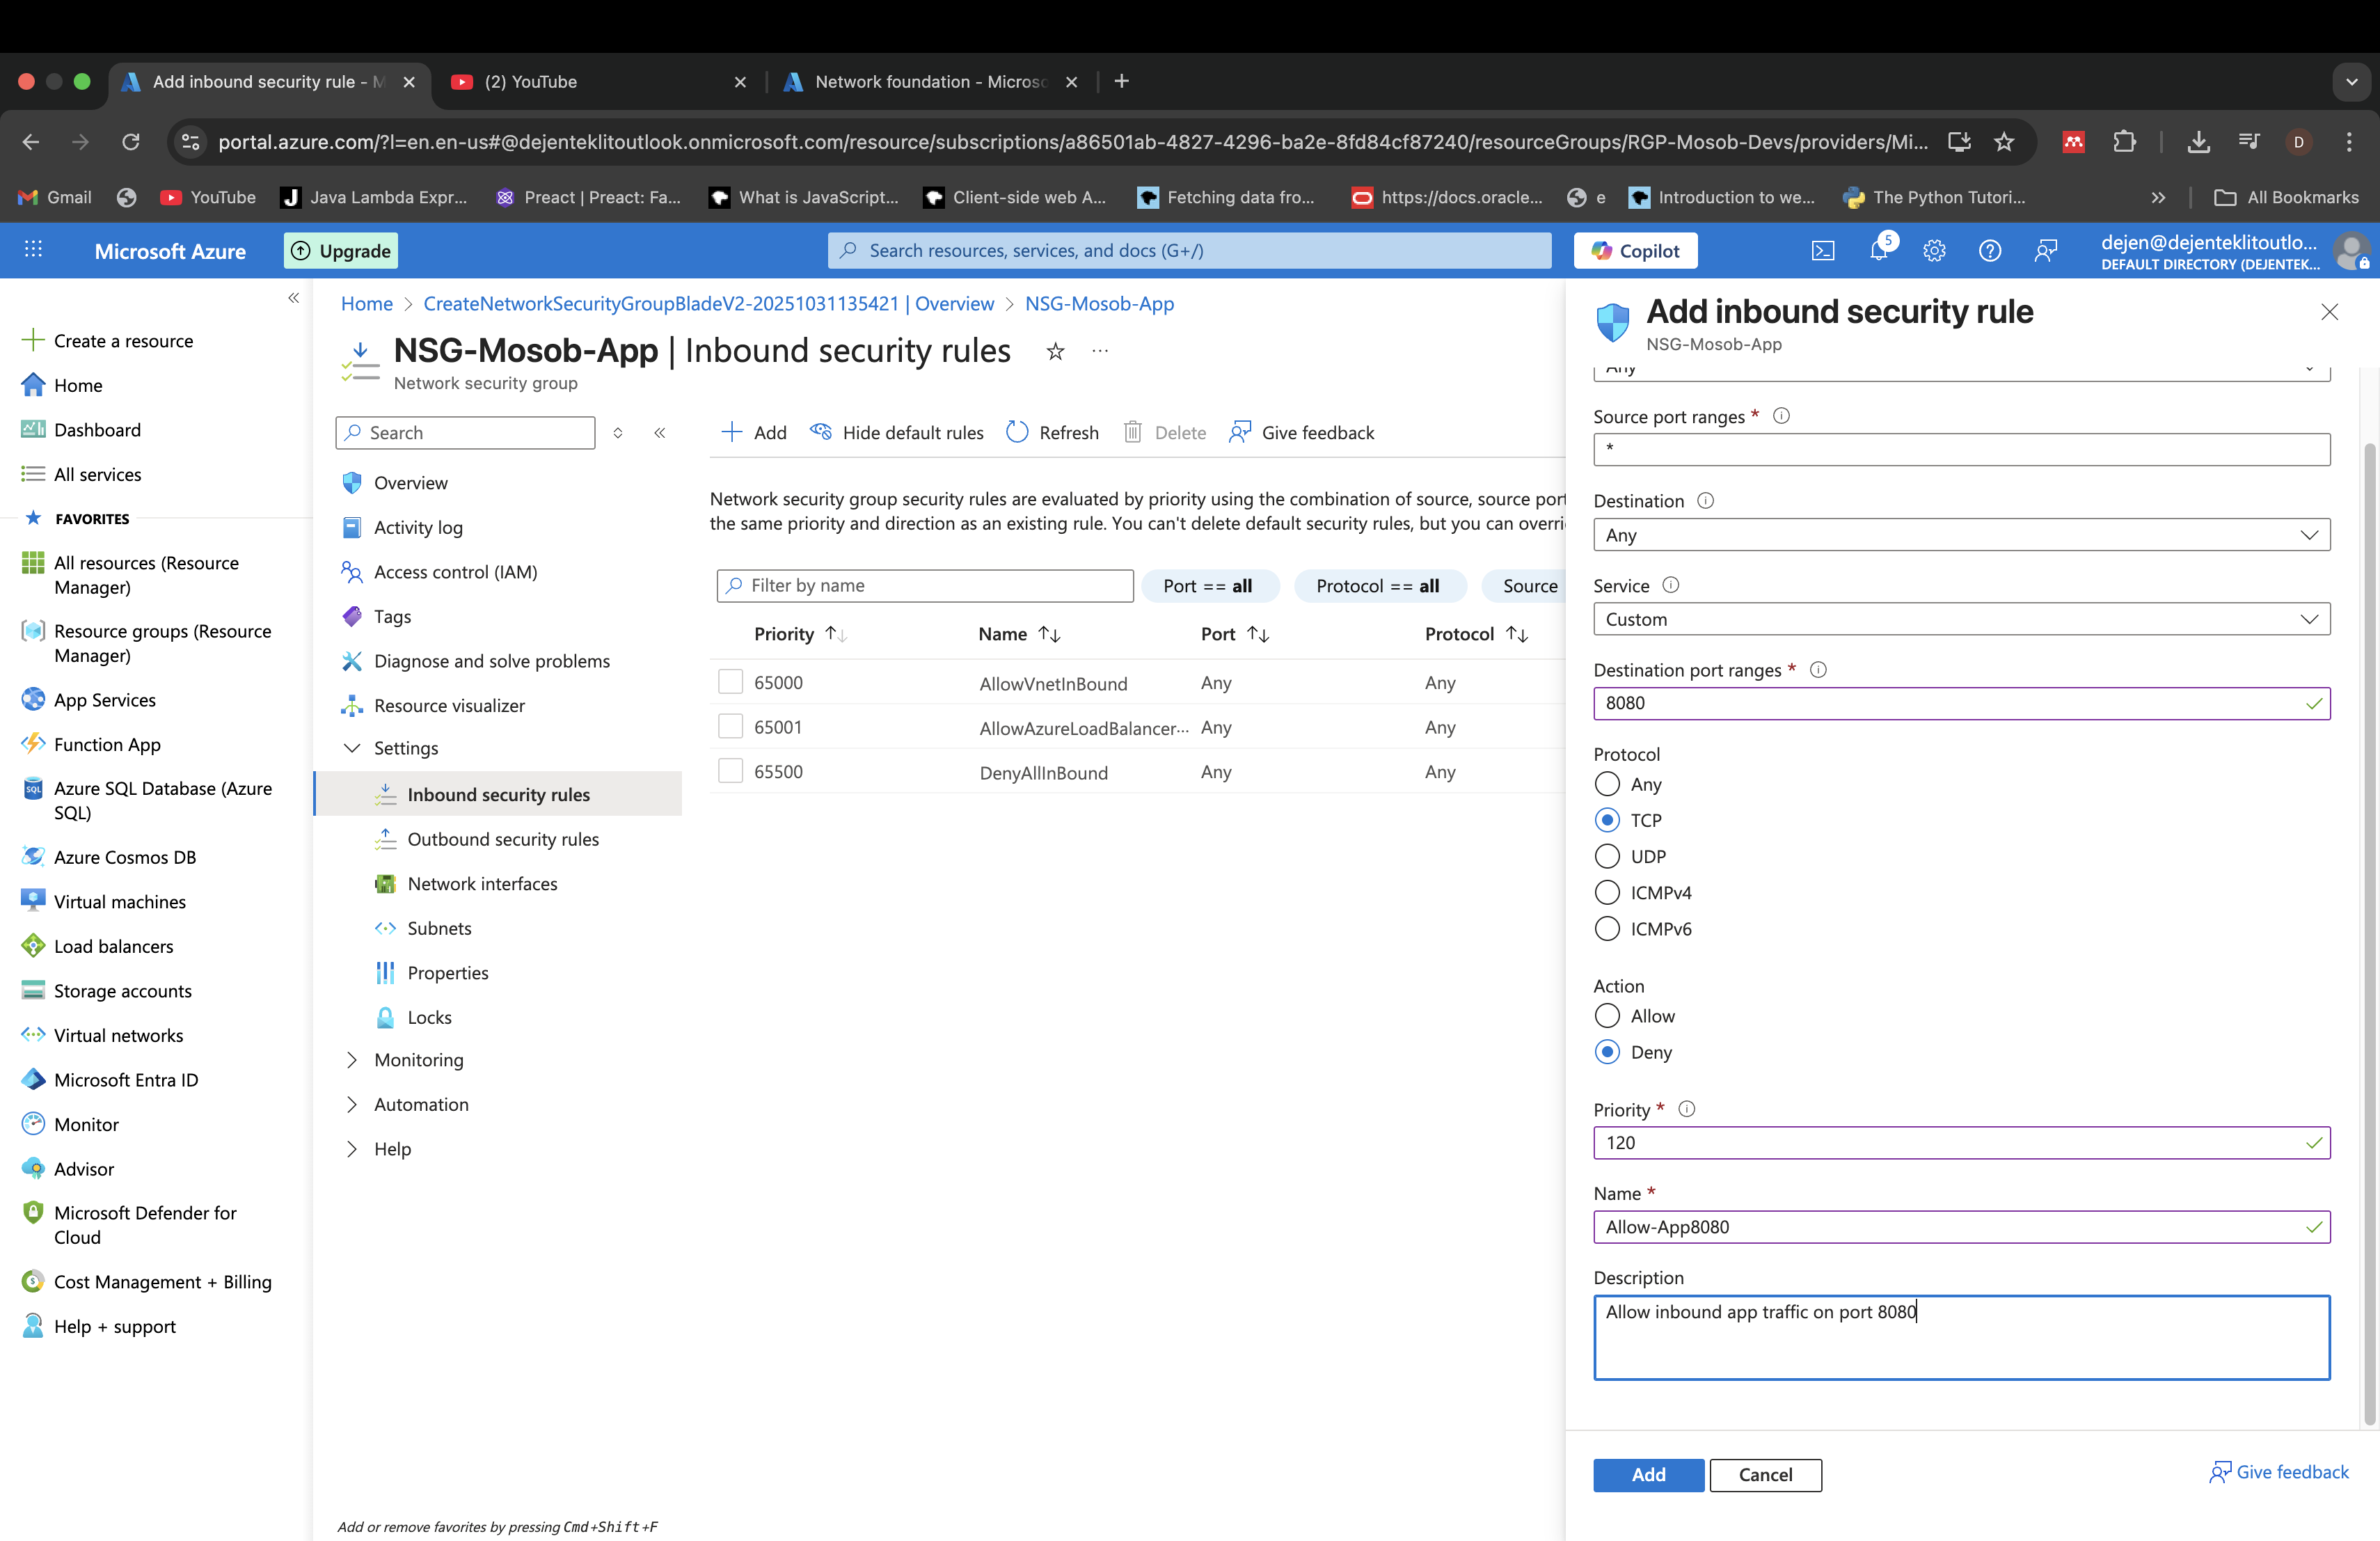 Add inbound security rule - M
(2) YouTube
Network foundation - Microso
portal.azure.com/?l=en.en-us#@dejenteklitoutlook.onmicrosoft.com/resource/subscriptions/a86501ab-4827-4296-ba2e-8fd84cf87240/resourceGroups/RGP-Mosob-Devs/providers/Mi...
D
Gmail
YouTube
Java Lambda Expr...
Preact | Preact: Fa...
What is JavaScript...
Client-side web A...
Fetching data fro...
https://docs.oracle...
e
Introduction to we...
The Python Tutori...
All Bookmarks
Microsoft Azure
Upgrade
Search resources, services, and docs (G+/)
Copilot
5
dejen@dejenteklitoutlo...
DEFAULT DIRECTORY (DEJENTEK...
Create a resource
Home
Dashboard
All services
FAVORITES
All resources (Resource
Manager)
Resource groups (Resource
Manager)
App Services
Function App
Azure SQL Database (Azure
SQL)
Azure Cosmos DB
Virtual machines
Load balancers
Storage accounts
Virtual networks
Microsoft Entra ID
Monitor
Advisor
Microsoft Defender for
Cloud
Cost Management + Billing
Help + support
Home > CreateNetworkSecurityGroupBladeV2-20251031135421 | Overview > NSG-Mosob-App
NSG-Mosob-App | Inbound security rules
Network security group
Search
Overview
Activity log
Access control (IAM)
Tags
Diagnose and solve problems
Resource visualizer
Settings
Inbound security rules
Outbound security rules
Network interfaces
Subnets
Properties
Locks
Monitoring
Automation
Help
Add or remove favorites by pressing Cmd+Shift+F
Add
Hide default rules
Refresh
Delete
Give feedback
Network security group security rules are evaluated by priority using the combination of source, source port
the same priority and direction as an existing rule. You can't delete default security rules, but you can overri
Filter by name
Port == all
Protocol == all
Source
Priority Name Port Protocol
65000 AllowVnetInBound Any Any
65001 AllowAzureLoadBalancer... Any Any
65500 DenyAllInBound Any Any
Add inbound security rule
NSG-Mosob-App
Any
Source port ranges *
*
Destination
Any
Service
Custom
Destination port ranges *
8080
Protocol
Any
TCP
UDP
ICMPv4
ICMPv6
Action
Allow
Deny
Priority *
120
Name *
Allow-App8080
Description
Allow inbound app traffic on port 8080
Add
Cancel
Give feedback